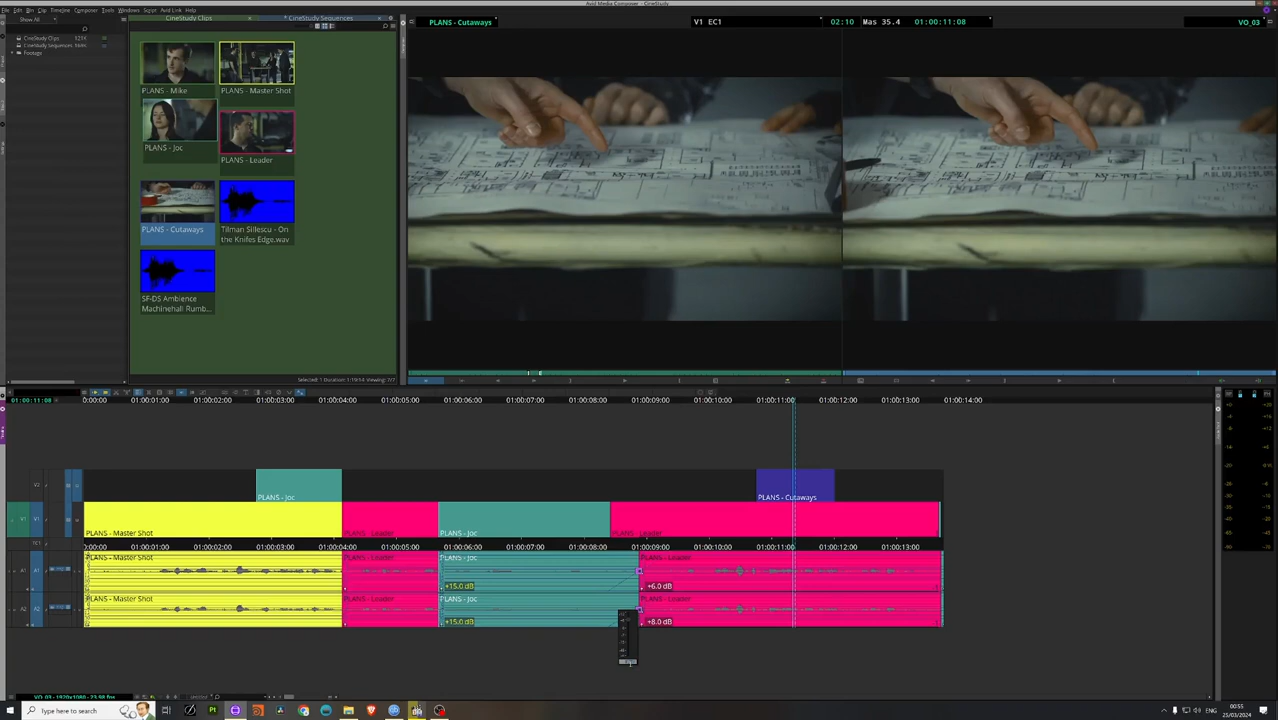 Avid Media Composer - CineStudy
File Edit Bin Clip Timeline Composer Tools Windows Script Avid Link Help
Show All
CineStudy Clips
CineStudy Sequences
Footage
CineStudy Clips
* CineStudy Sequences
PLANS - Mike
PLANS - Master Shot
PLANS - Joc
PLANS - Leader
PLANS - Cutaways
Tilman Sillescu - On
the Knifes Edge.wav
SF-DS Ambience
Machinehall Rumb...
Selected: 1 Duration: 1:19:14 Viewing: 7/7
PLANS - Cutaways
V1 EC1
02:10
Mas 35.4
01:00:11:08
VO_03
01:00:11:08
0:00:00
01:00:01:00
01:00:02:00
01:00:03:00
01:00:04:00
01:00:05:00
01:00:06:00
01:00:07:00
01:00:08:00
01:00:09:00
01:00:10:00
01:00:11:00
01:00:12:00
01:00:13:00
01:00:14:00
V2
PLANS - Joc
PLANS - Cutaways
V1
V1
PLANS - Master Shot
PLANS - Leader
PLANS - Joc
PLANS - Leader
TC1
0:00:00
01:00:01:00
01:00:02:00
01:00:03:00
01:00:04:00
01:00:05:00
01:00:06:00
01:00:07:00
01:00:08:00
01:00:09:00
01:00:10:00
01:00:11:00
01:00:12:00
01:00:13:00
A1
A1
PLANS - Master Shot
PLANS - Leader
PLANS - Joc
PLANS - Leader
+15.0 dB
+6.0 dB
A2
A2
PLANS - Master Shot
PLANS - Leader
PLANS - Joc
PLANS - Leader
+15.0 dB
+8.0 dB
VO_03 - 1920x1080 - 23.98 fps
Untitled
Type here to search
ENG
00:55
25/03/2024